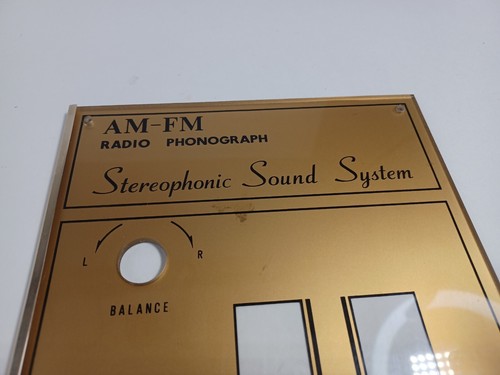 AM-FM
RADIO PHONOGRAPH
Stereophonic Sound System
L R
BALANCE